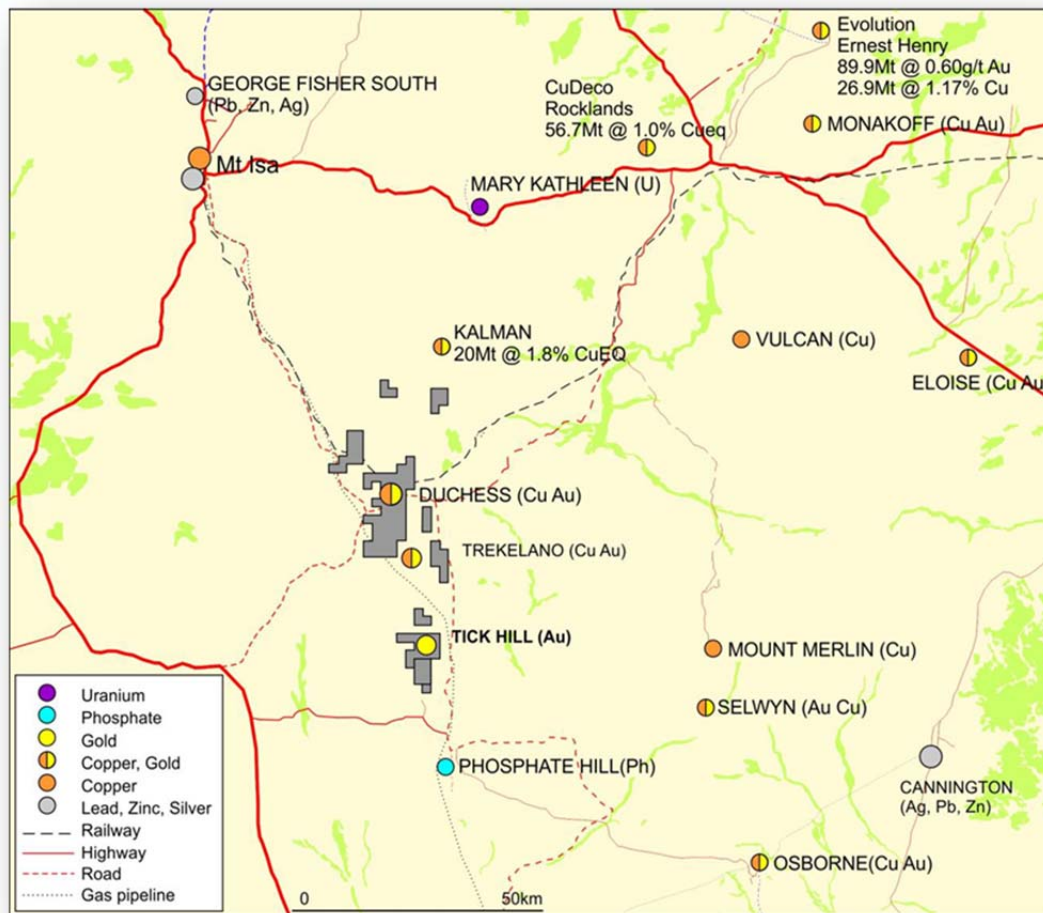 Evolution
Ernest Henry
89.9Mt @ 0.60g/t Au
26.9Mt @ 1.17% Cu
GEORGE FISHER SOUTH
(Pb, Zn, Ag)
CuDeco
Rocklands
56.7Mt @ 1.0% Cueq
MONAKOFF (Cu Au)
Mt Isa
MARY KATHLEEN (U)
KALMAN
20Mt @ 1.8% CuEQ
VULCAN (Cu)
ELOISE (Cu Au
DUCHESS (Cu Au)
TREKELANO (Cu Au)
TICK HILL (Au)
MOUNT MERLIN (Cu)
SELWYN (Au Cu)
PHOSPHATE HILL(Ph)
CANNINGTON
(Ag, Pb, Zn)
OSBORNE(Cu Au)
Uranium
Phosphate
Gold
Copper, Gold
Copper
Lead, Zinc, Silver
Railway
Highway
Road
Gas pipeline
0 50km